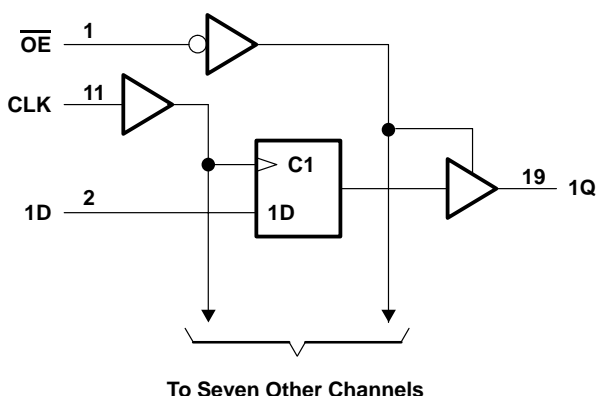 OE 1
CLK 11
C1
1D 2 1D
19 1Q
To Seven Other Channels